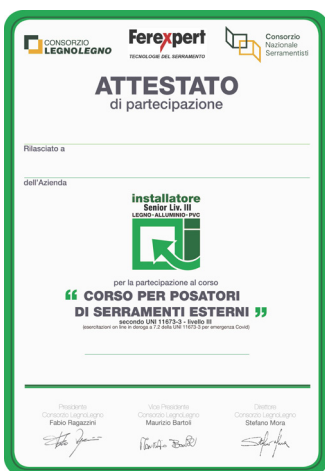 CONSORZIO
LEGNOLEGNO
Ferexpert
TECNOLOGIE DEL SERRAMENTO
Consorzio
Nazionale
Serramentisti
ATTESTATO
di partecipazione
Rilasciato a
dell'Azienda
installatore
Senior Liv. III
LEGNO-ALLUMINIO-PVC
per la partecipazione al corso
“ CORSO PER POSATORI
DI SERRAMENTI ESTERNI ”
secondo UNI 11673-3 - livello III
(esercitazioni on line in deroga a 7.2 della UNI 11673-3 per emergenza Covid)
Presidente
Consorzio LegnoLegno
Fabio Ragazzini
Vice Presidente
Consorzio LegnoLegno
Maurizio Bartoli
Direttore
Consorzio LegnoLegno
Stefano Mora